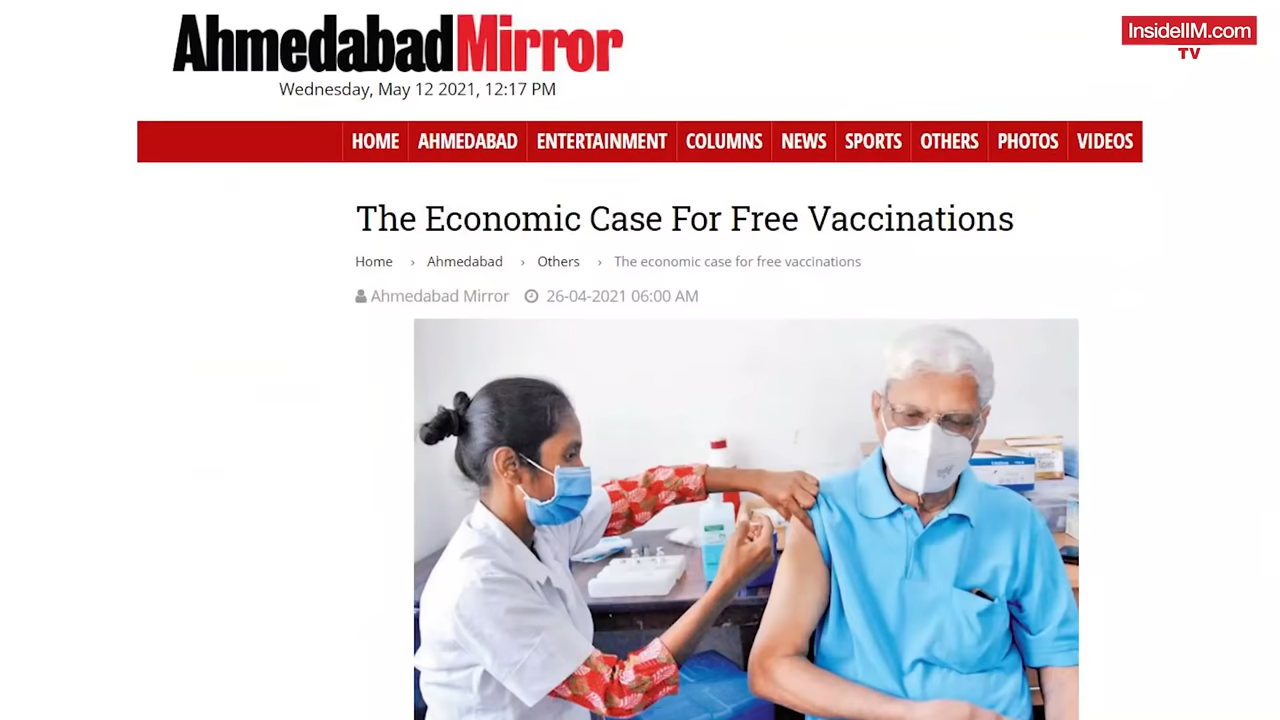 AhmedabadMirror
InsideIIM.com
TV
Wednesday, May 12 2021, 12:17 PM
HOME AHMEDABAD ENTERTAINMENT COLUMNS NEWS SPORTS OTHERS PHOTOS VIDEOS
The Economic Case For Free Vaccinations
Home › Ahmedabad › Others › The economic case for free vaccinations
Ahmedabad Mirror 26-04-2021 06:00 AM